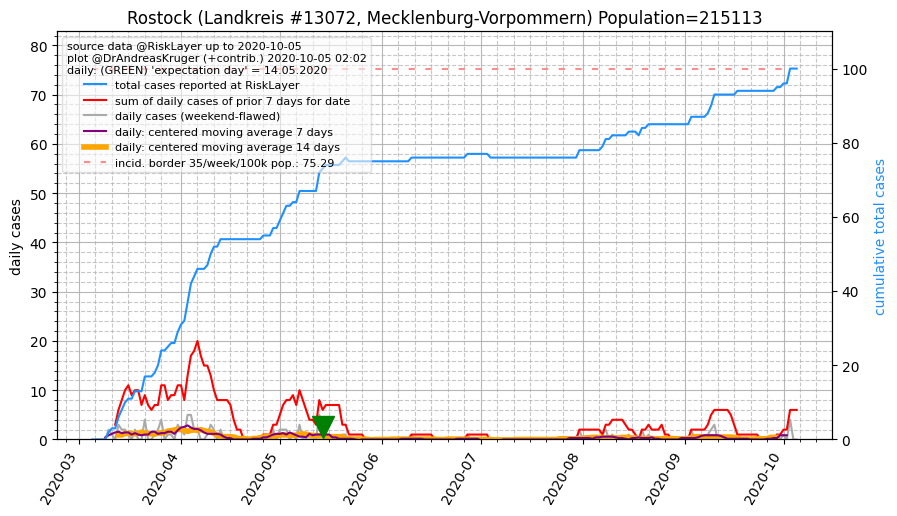 Rostock (Landkreis #13072, Mecklenburg-Vorpommern) Population=215113
source data @RiskLayer up to 2020-10-05
plot @DrAndreasKruger (+contrib.) 2020-10-05 02:02
daily: (GREEN) 'expectation day' = 14.05.2020
total cases reported at RiskLayer
sum of daily cases of prior 7 days for date
daily cases (weekend-flawed)
daily: centered moving average 7 days
daily: centered moving average 14 days
incid. border 35/week/100k pop.: 75.29
daily cases
80
70
60
50
40
30
20
10
0
cumulative total cases
100
80
60
40
20
0
2020-03
2020-04
2020-05
2020-06
2020-07
2020-08
2020-09
2020-10